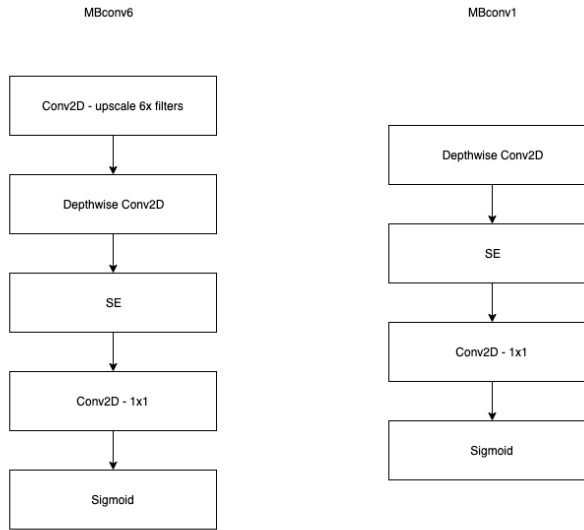 MBconv6
Conv2D - upscale 6x filters
Depthwise Conv2D
SE
Conv2D - 1x1
Sigmoid
MBconv1
Depthwise Conv2D
SE
Conv2D - 1x1
Sigmoid